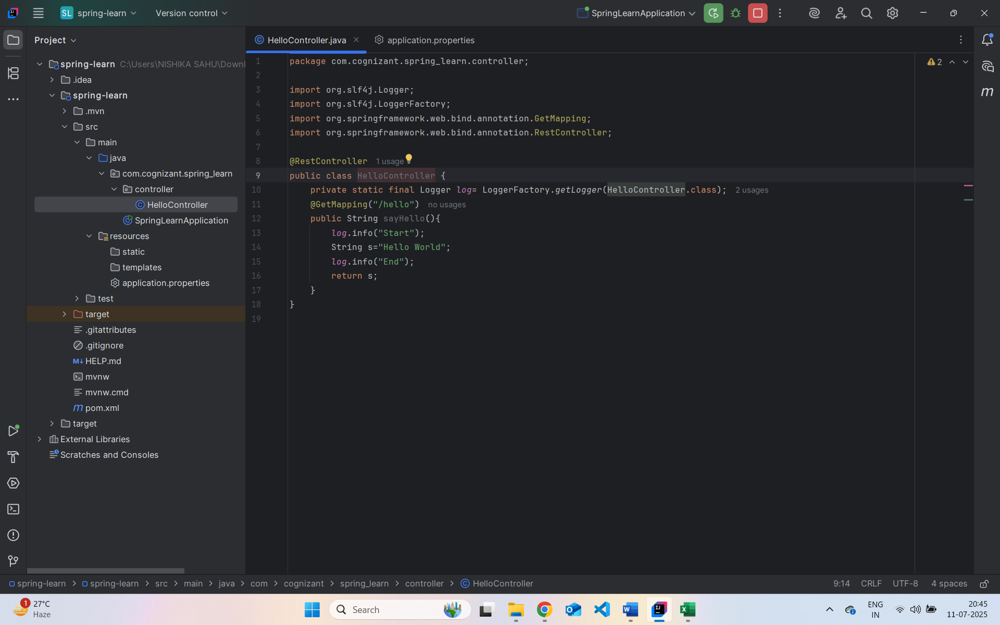 SL spring-learn Version control SpringLearnApplication
Project
HelloController.java application.properties
spring-learn C:\Users\NISHIKA SAHU\Downl
.idea
spring-learn
.mvn
src
main
java
com.cognizant.spring_learn
controller
HelloController
SpringLearnApplication
resources
static
templates
application.properties
test
target
.gitattributes
.gitignore
M↓ HELP.md
mvnw
mvnw.cmd
m pom.xml
target
External Libraries
Scratches and Consoles
1 package com.cognizant.spring_learn.controller;
2
3 import org.slf4j.Logger;
4 import org.slf4j.LoggerFactory;
5 import org.springframework.web.bind.annotation.GetMapping;
6 import org.springframework.web.bind.annotation.RestController;
7
8 @RestController 1 usage
9 public class HelloController {
10 private static final Logger log= LoggerFactory.getLogger(HelloController.class); 2 usages
11 @GetMapping("/hello") no usages
12 public String sayHello(){
13 log.info("Start");
14 String s="Hello World";
15 log.info("End");
16 return s;
17 }
18 }
19
2
m
spring-learn > spring-learn > src > main > java > com > cognizant > spring_learn > controller > HelloController 9:14 CRLF UTF-8 4 spaces
1 27°C
Haze
Search
ENG
IN
20:45
11-07-2025